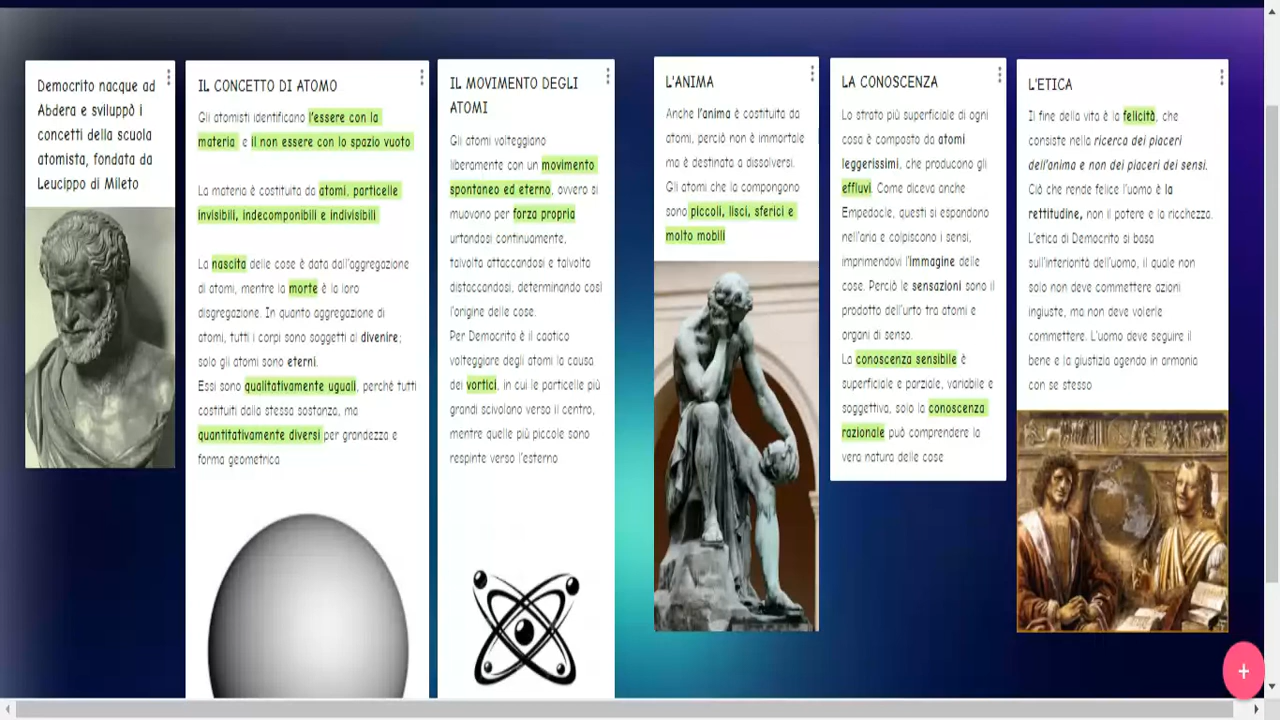 Democrito nacque ad
Abdera e sviluppò i
concetti della scuola
atomista, fondata da
Leucippo di Mileto
IL CONCETTO DI ATOMO
Gli atomisti identificano l'essere con la
materia e il non essere con lo spazio vuoto
La materia è costituita da atomi, particelle
invisibili, indecomponibili e indivisibili
La nascita delle cose è data dall'aggregazione
di atomi, mentre la morte è la loro
disgregazione. In quanto aggregazione di
atomi, tutti i corpi sono soggetti al divenire;
solo gli atomi sono eterni.
Essi sono qualitativamente uguali, perché tutti
costituiti dalla stessa sostanza, ma
quantitativamente diversi per grandezza e
forma geometrica
IL MOVIMENTO DEGLI
ATOMI
Gli atomi volteggiano
liberamente con un movimento
spontaneo ed eterno, ovvero si
muovono per forza propria
urtandosi continuamente,
talvolta attaccandosi e talvolta
distaccandosi, determinando così
l'origine delle cose.
Per Democrito è il caotico
volteggiare degli atomi la causa
dei vortici, in cui le particelle più
grandi scivolano verso il centro,
mentre quelle più piccole sono
respinte verso l'esterno
L'ANIMA
Anche l'anima è costituita da
atomi, perciò non è immortale
ma è destinata a dissolversi.
Gli atomi che la compongono
sono piccoli, lisci, sferici e
molto mobili
LA CONOSCENZA
Lo strato più superficiale di ogni
cosa è composto da atomi
leggerissimi, che producono gli
effluvi. Come diceva anche
Empedocle, questi si espandono
nell'aria e colpiscono i sensi,
imprimendovi l'immagine delle
cose. Perciò le sensazioni sono il
prodotto dell'urto tra atomi e
organi di senso.
La conoscenza sensibile è
superficiale e parziale, variabile e
soggettiva, solo la conoscenza
razionale può comprendere la
vera natura delle cose
L'ETICA
Il fine della vita è la felicità, che
consiste nella ricerca dei piaceri
dell'anima e non dei piaceri dei sensi.
Ciò che rende felice l'uomo è la
rettitudine, non il potere e la ricchezza.
L'etica di Democrito si basa
sull'interiorità dell'uomo, il quale non
solo non deve commettere azioni
ingiuste, ma non deve volerle
commettere. L'uomo deve seguire il
bene e la giustizia agendo in armonia
con se stesso